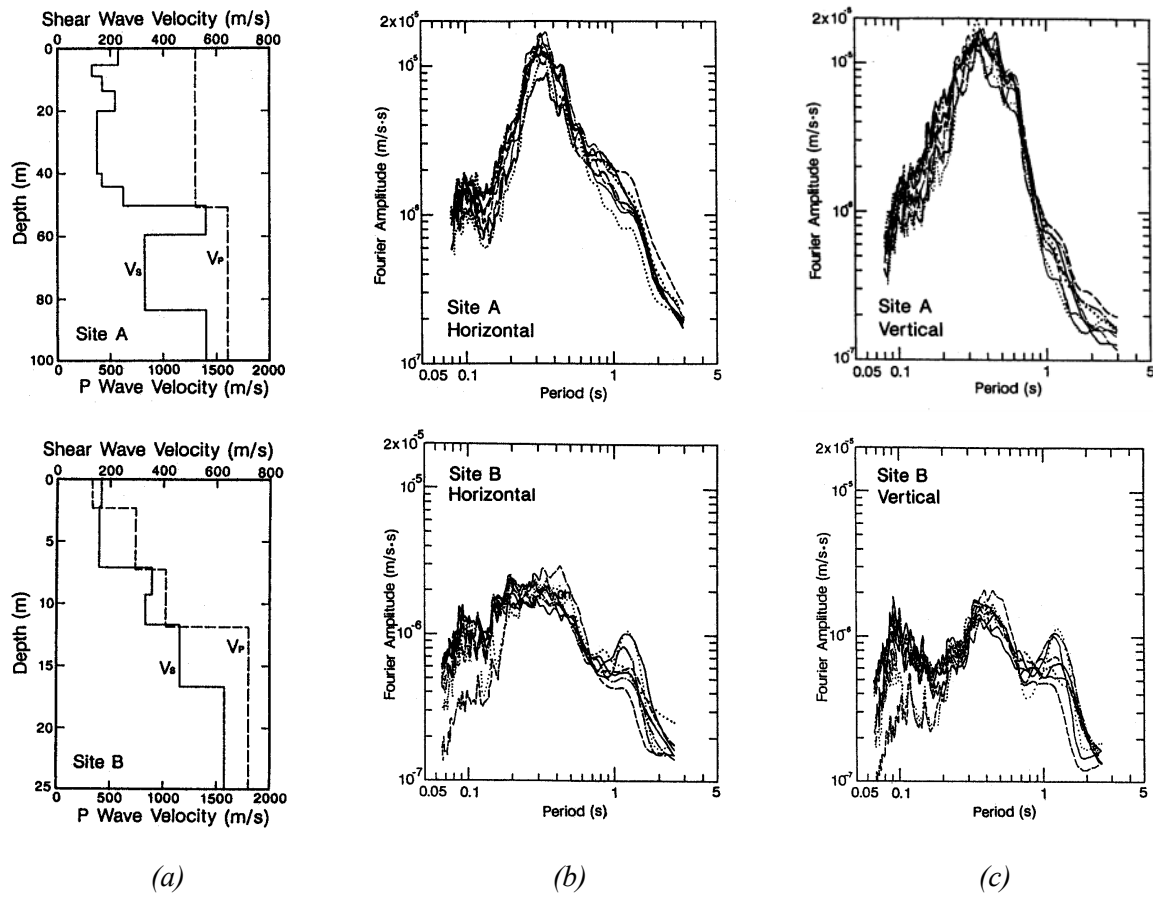 Shear Wave Velocity (m/s)
0 200 400 600 800
0
20
40
60
80
100
Depth (m)
Vs
VP
Site A
0 500 1000 1500 2000
P Wave Velocity (m/s)
2x10-5
10-5
10-6
10-7
Fourier Amplitude (m/s·s)
Site A
Horizontal
0.05 0.1 1 5
Period (s)
2x10-5
10-5
10-6
10-7
Fourier Amplitude (m/s·s)
Site A
Vertical
0.05 0.1 1 5
Period (s)
Shear Wave Velocity (m/s)
0 200 400 600 800
0
5
10
15
20
25
Depth (m)
Vs
VP
Site B
0 500 1000 1500 2000
P Wave Velocity (m/s)
2x10-5
10-5
10-6
10-7
Fourier Amplitude (m/s·s)
Site B
Horizontal
0.05 0.1 1 5
Period (s)
2x10-5
10-5
10-6
10-7
Fourier Amplitude (m/s·s)
Site B
Vertical
0.05 0.1 1 5
Period (s)
(a) (b) (c)